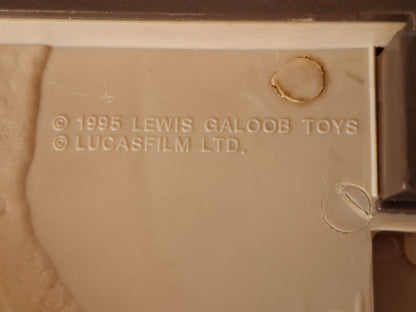 © 1995 LEWIS GALOOB TOYS
© LUCASFILM LTD.